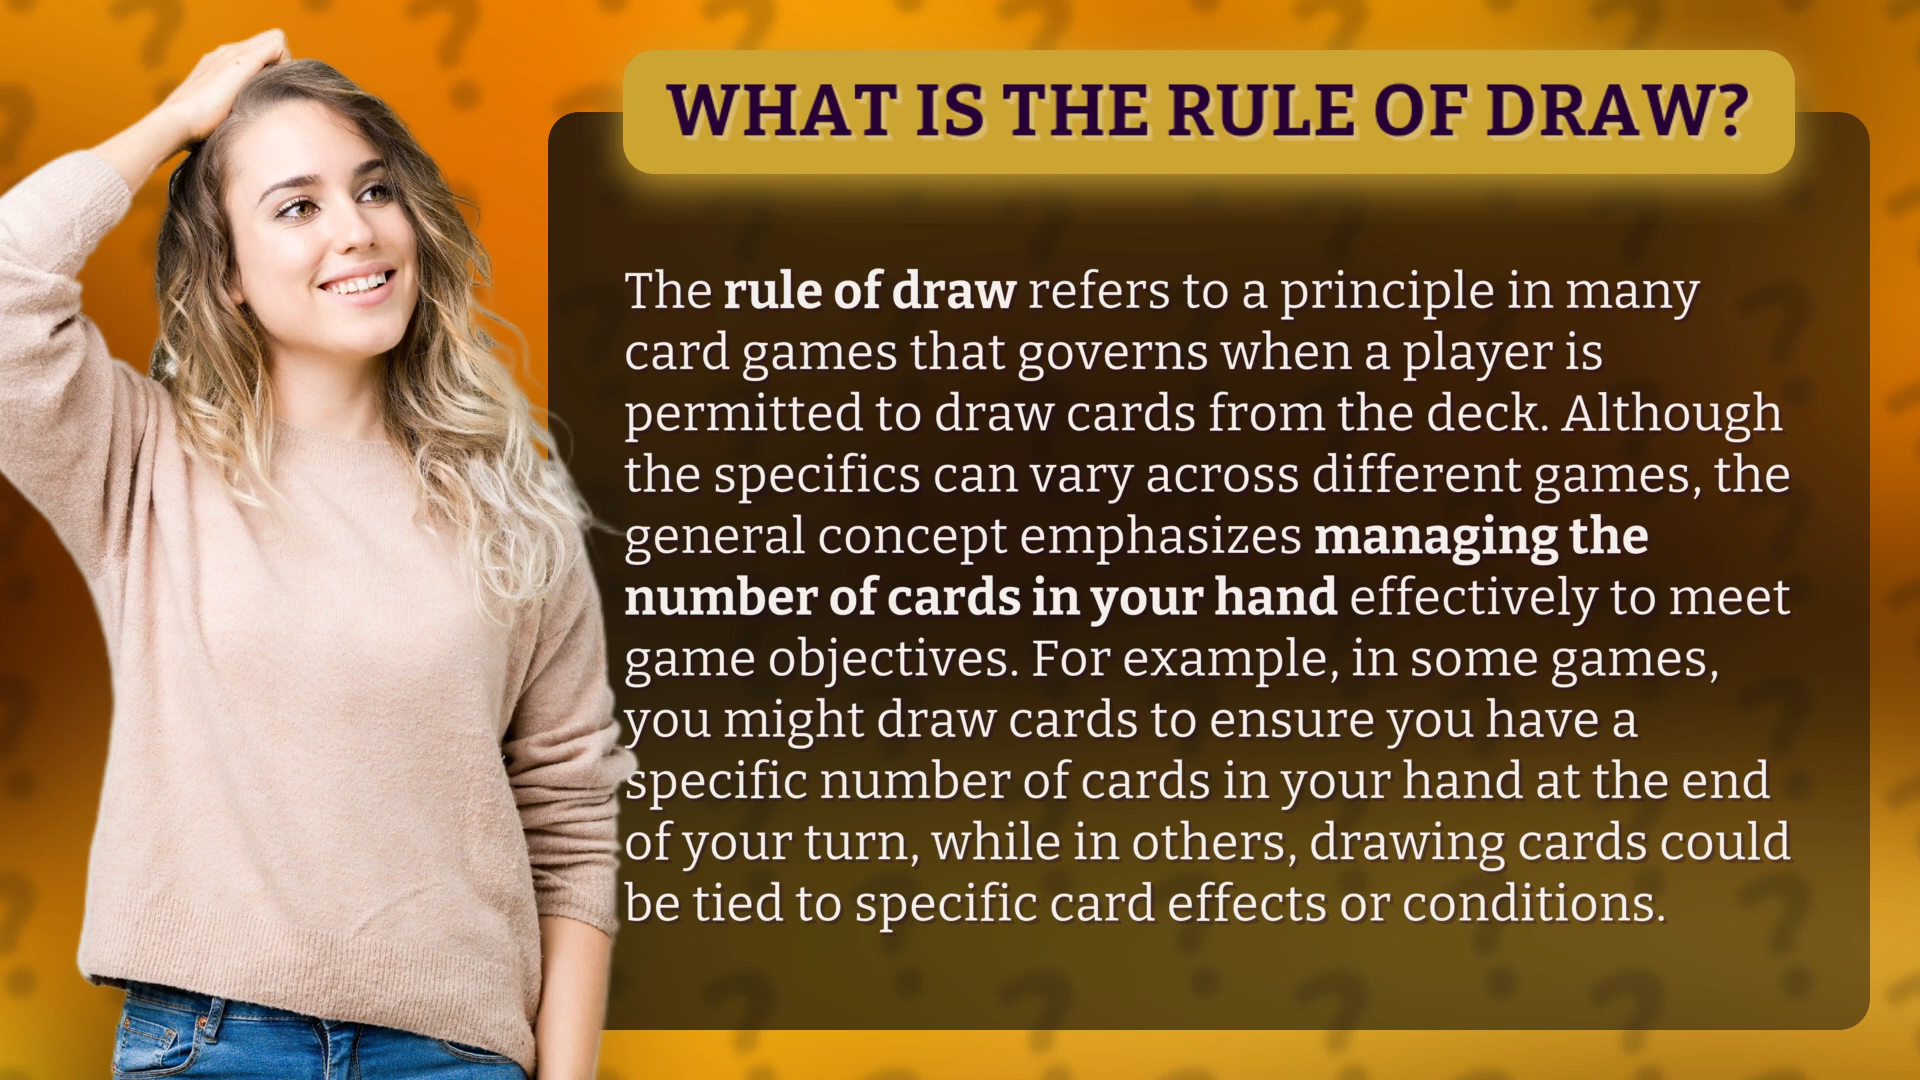 WHAT IS THE RULE OF DRAW?
The rule of draw refers to a principle in many
card games that governs when a player is
permitted to draw cards from the deck. Although
the specifics can vary across different games, the
general concept emphasizes managing the
number of cards in your hand effectively to meet
game objectives. For example, in some games,
you might draw cards to ensure you have a
specific number of cards in your hand at the end
of your turn, while in others, drawing cards could
be tied to specific card effects or conditions.